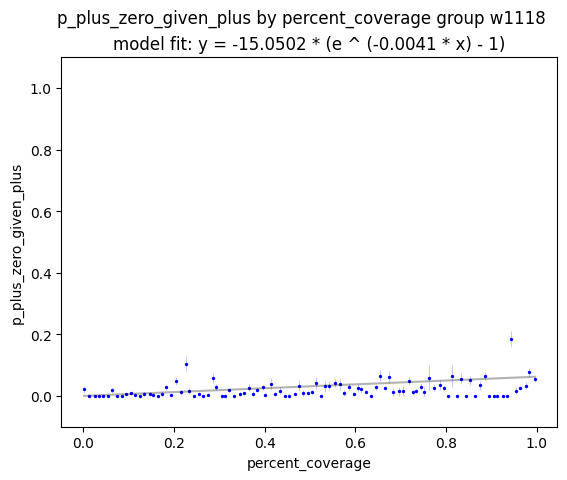 p_plus_zero_given_plus by percent_coverage group w1118
model fit: y = -15.0502 * (e ^ (-0.0041 * x) - 1)
1.0
0.8
0.6
0.4
0.2
0.0
p_plus_zero_given_plus
0.0 0.2 0.4 0.6 0.8 1.0
percent_coverage